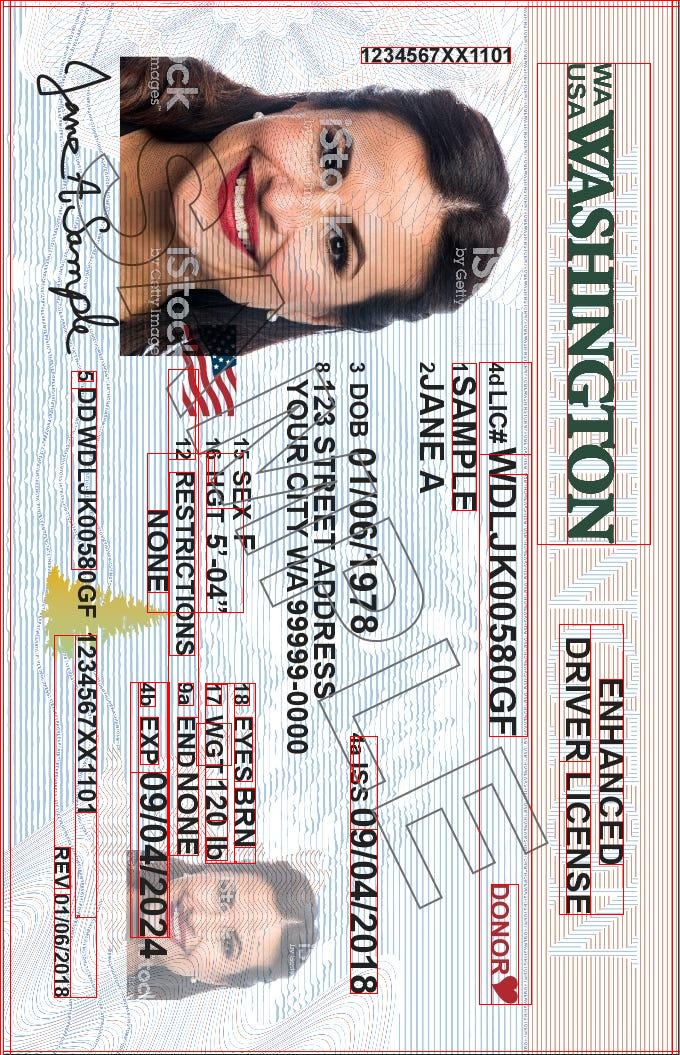 WA
USA
WASHINGTON
ENHANCED
DRIVER LICENSE
1234567XX1101
4d LIC# WDLJK00580GF
DONOR
1 SAMPLE
2 JANE A
3 DOB 01/06/1978
4a ISS 09/04/2018
8 123 STREET ADDRESS
YOUR CITY WA 99999-0000
15 SEX F
18 EYES BRN
16 HGT 5'-04"
17 WGT 120 lb
12 RESTRICTIONS
NONE
9a END NONE
4b EXP 09/04/2024
5 DD WDLJK00580GF 1234567XX1101
REV 01/06/2018
Jane A Sample
SAMPLE
iStock
by Getty Images™